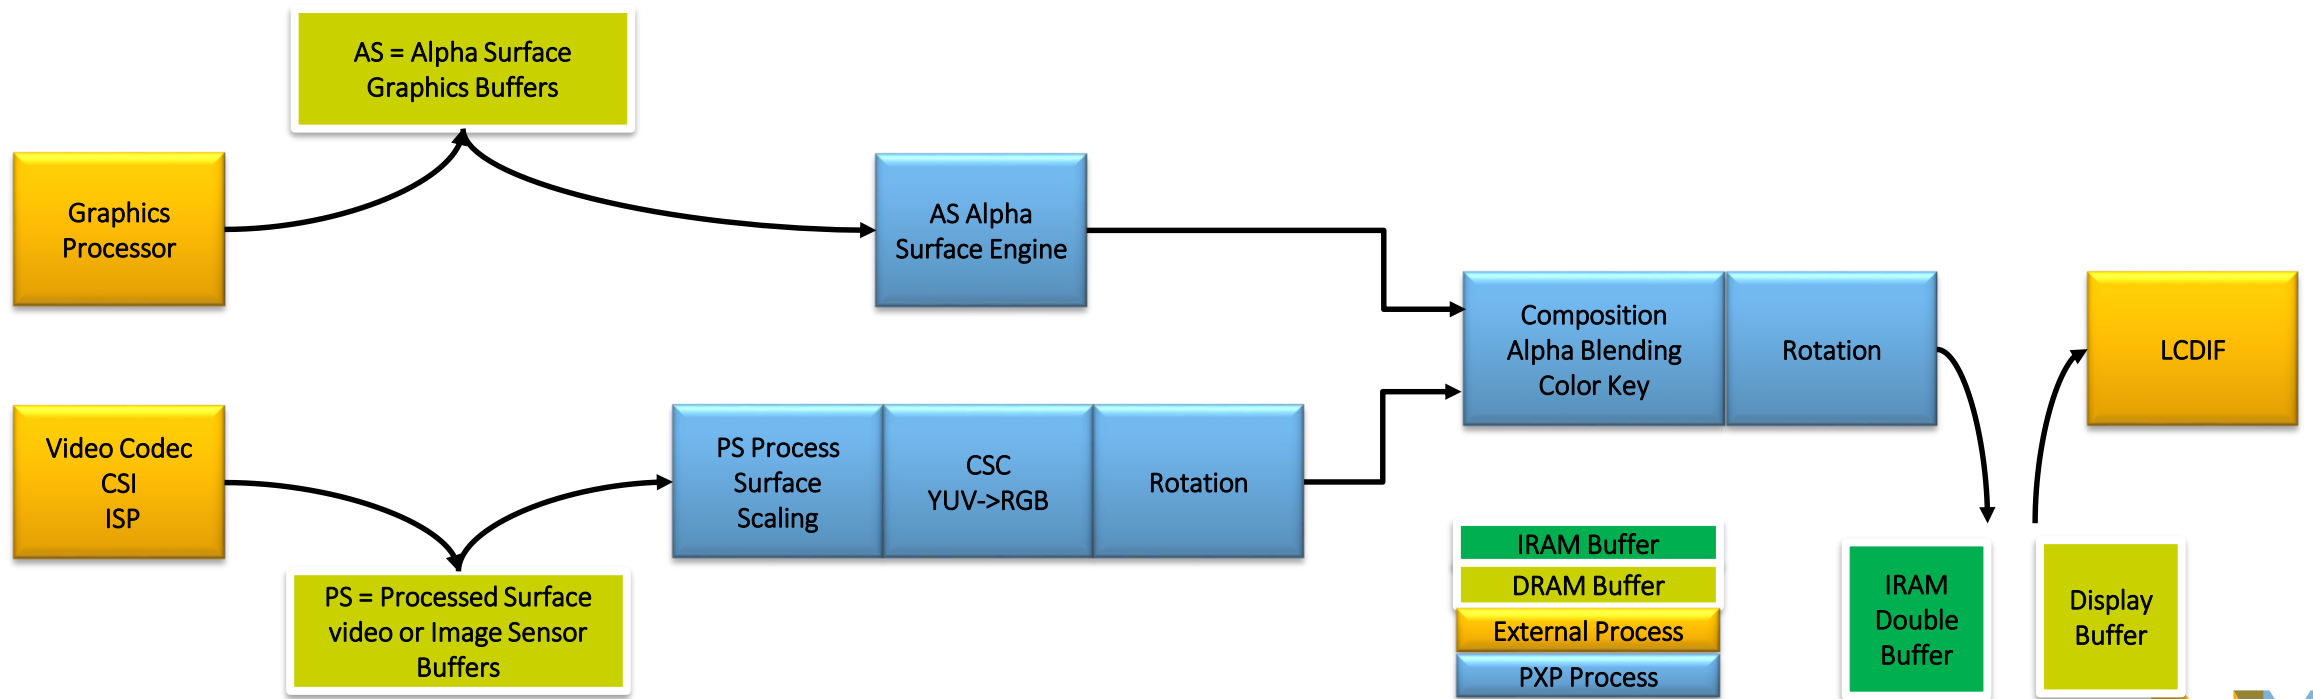 AS = Alpha Surface
Graphics Buffers
Graphics
Processor
AS Alpha
Surface Engine
Composition
Alpha Blending
Color Key
Rotation
LCDIF
Video Codec
CSI
ISP
PS Process
Surface
Scaling
CSC
YUV->RGB
Rotation
PS = Processed Surface
video or Image Sensor
Buffers
IRAM Buffer
DRAM Buffer
External Process
PXP Process
IRAM
Double
Buffer
Display
Buffer